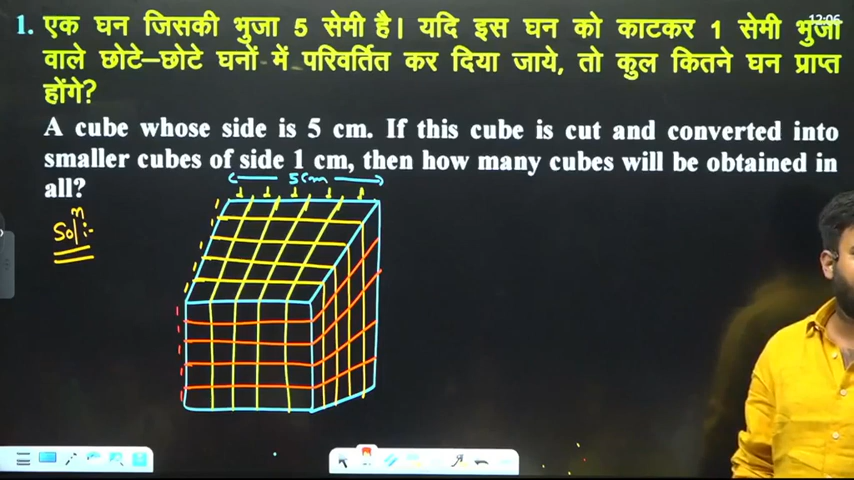 12:06
1. एक घन जिसकी भुजा 5 सेमी है। यदि इस घन को काटकर 1 सेमी भुजा
वाले छोटे–छोटे घनों में परिवर्तित कर दिया जाये, तो कुल कितने घन प्राप्त
होंगे?
A cube whose side is 5 cm. If this cube is cut and converted into
smaller cubes of side 1 cm, then how many cubes will be obtained in
all?
5cm
Solⁿ:-